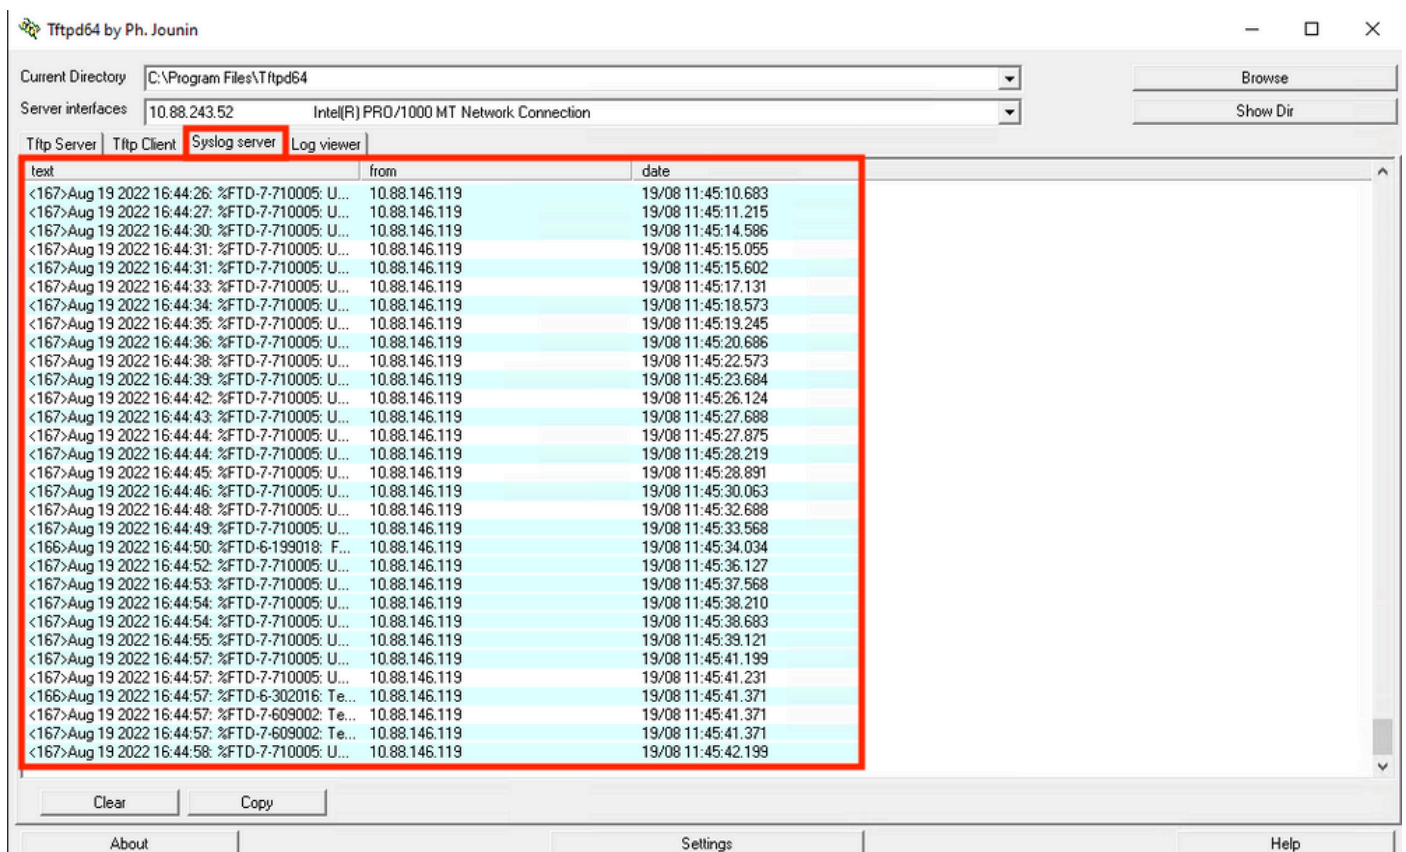 Tftpd64 by Ph. Jounin
Current Directory C:\Program Files\Tftpd64 Browse
Server interfaces 10.88.243.52 Intel(R) PRO/1000 MT Network Connection Show Dir
Tftp Server Tftp Client Syslog server Log viewer
text from date
<167>Aug 19 2022 16:44:26: %FTD-7-710005: U... 10.88.146.119 19/08 11:45:10.683
<167>Aug 19 2022 16:44:27: %FTD-7-710005: U... 10.88.146.119 19/08 11:45:11.215
<167>Aug 19 2022 16:44:30: %FTD-7-710005: U... 10.88.146.119 19/08 11:45:14.586
<167>Aug 19 2022 16:44:31: %FTD-7-710005: U... 10.88.146.119 19/08 11:45:15.055
<167>Aug 19 2022 16:44:31: %FTD-7-710005: U... 10.88.146.119 19/08 11:45:15.602
<167>Aug 19 2022 16:44:33: %FTD-7-710005: U... 10.88.146.119 19/08 11:45:17.131
<167>Aug 19 2022 16:44:34: %FTD-7-710005: U... 10.88.146.119 19/08 11:45:18.573
<167>Aug 19 2022 16:44:35: %FTD-7-710005: U... 10.88.146.119 19/08 11:45:19.245
<167>Aug 19 2022 16:44:36: %FTD-7-710005: U... 10.88.146.119 19/08 11:45:20.686
<167>Aug 19 2022 16:44:38: %FTD-7-710005: U... 10.88.146.119 19/08 11:45:22.573
<167>Aug 19 2022 16:44:39: %FTD-7-710005: U... 10.88.146.119 19/08 11:45:23.684
<167>Aug 19 2022 16:44:42: %FTD-7-710005: U... 10.88.146.119 19/08 11:45:26.124
<167>Aug 19 2022 16:44:43: %FTD-7-710005: U... 10.88.146.119 19/08 11:45:27.688
<167>Aug 19 2022 16:44:44: %FTD-7-710005: U... 10.88.146.119 19/08 11:45:27.875
<167>Aug 19 2022 16:44:44: %FTD-7-710005: U... 10.88.146.119 19/08 11:45:28.219
<167>Aug 19 2022 16:44:45: %FTD-7-710005: U... 10.88.146.119 19/08 11:45:28.891
<167>Aug 19 2022 16:44:46: %FTD-7-710005: U... 10.88.146.119 19/08 11:45:30.063
<167>Aug 19 2022 16:44:48: %FTD-7-710005: U... 10.88.146.119 19/08 11:45:32.688
<167>Aug 19 2022 16:44:49: %FTD-7-710005: U... 10.88.146.119 19/08 11:45:33.568
<166>Aug 19 2022 16:44:50: %FTD-6-199018: F... 10.88.146.119 19/08 11:45:34.034
<167>Aug 19 2022 16:44:52: %FTD-7-710005: U... 10.88.146.119 19/08 11:45:36.127
<167>Aug 19 2022 16:44:53: %FTD-7-710005: U... 10.88.146.119 19/08 11:45:37.568
<167>Aug 19 2022 16:44:54: %FTD-7-710005: U... 10.88.146.119 19/08 11:45:38.210
<167>Aug 19 2022 16:44:54: %FTD-7-710005: U... 10.88.146.119 19/08 11:45:38.683
<167>Aug 19 2022 16:44:55: %FTD-7-710005: U... 10.88.146.119 19/08 11:45:39.121
<167>Aug 19 2022 16:44:57: %FTD-7-710005: U... 10.88.146.119 19/08 11:45:41.199
<167>Aug 19 2022 16:44:57: %FTD-7-710005: U... 10.88.146.119 19/08 11:45:41.231
<166>Aug 19 2022 16:44:57: %FTD-6-302016: Te... 10.88.146.119 19/08 11:45:41.371
<167>Aug 19 2022 16:44:57: %FTD-7-609002: Te... 10.88.146.119 19/08 11:45:41.371
<167>Aug 19 2022 16:44:57: %FTD-7-609002: Te... 10.88.146.119 19/08 11:45:41.371
<167>Aug 19 2022 16:44:58: %FTD-7-710005: U... 10.88.146.119 19/08 11:45:42.199
Clear Copy
About Settings Help